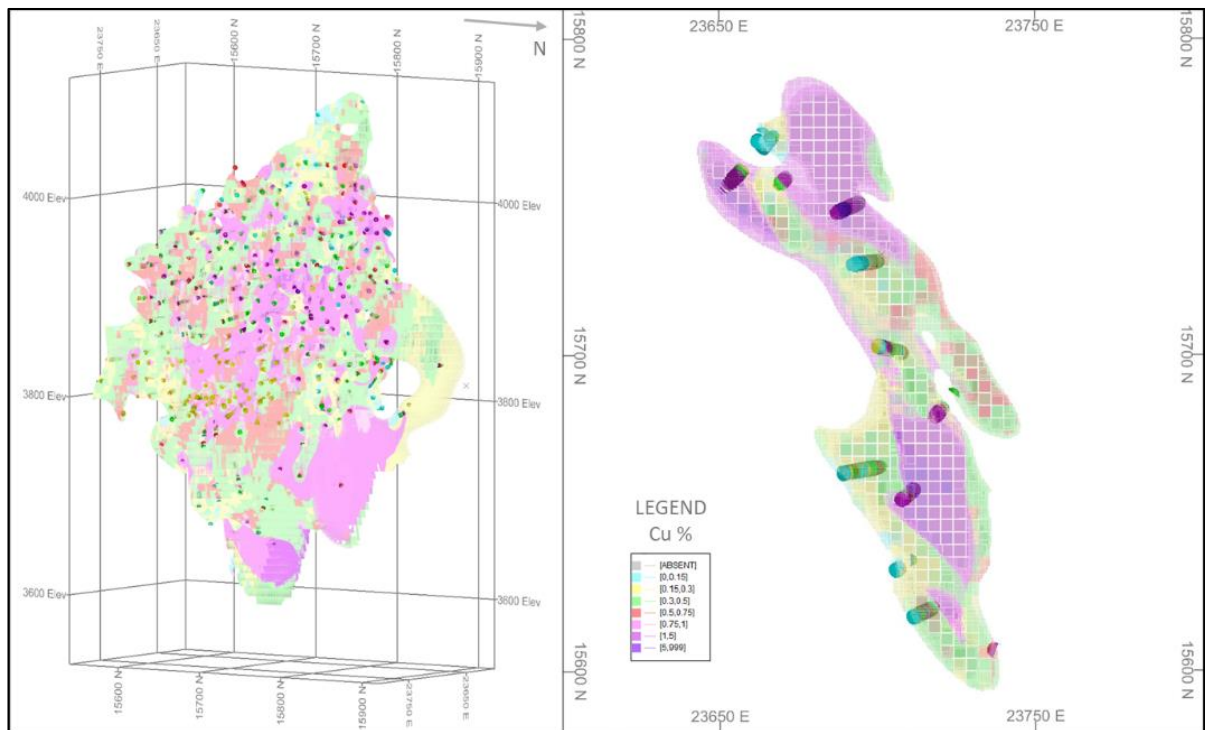 23750 E
23650 E
15600 N
15700 N
15800 N
15900 N
N
4000 Elev
4000 Elev
3800 Elev
3800 Elev
3600 Elev
3600 Elev
15600 N
15700 N
15800 N
15900 N
23750 E
23650 E
15800 N
15700 N
15600 N
23650 E
23750 E
15800 N
15700 N
15600 N
LEGEND
Cu %
[ABSENT]
[0,0.15]
[0.15,0.3]
[0.3,0.5]
[0.5,0.75]
[0.75,1]
[1,5]
[5,999]
23650 E
23750 E